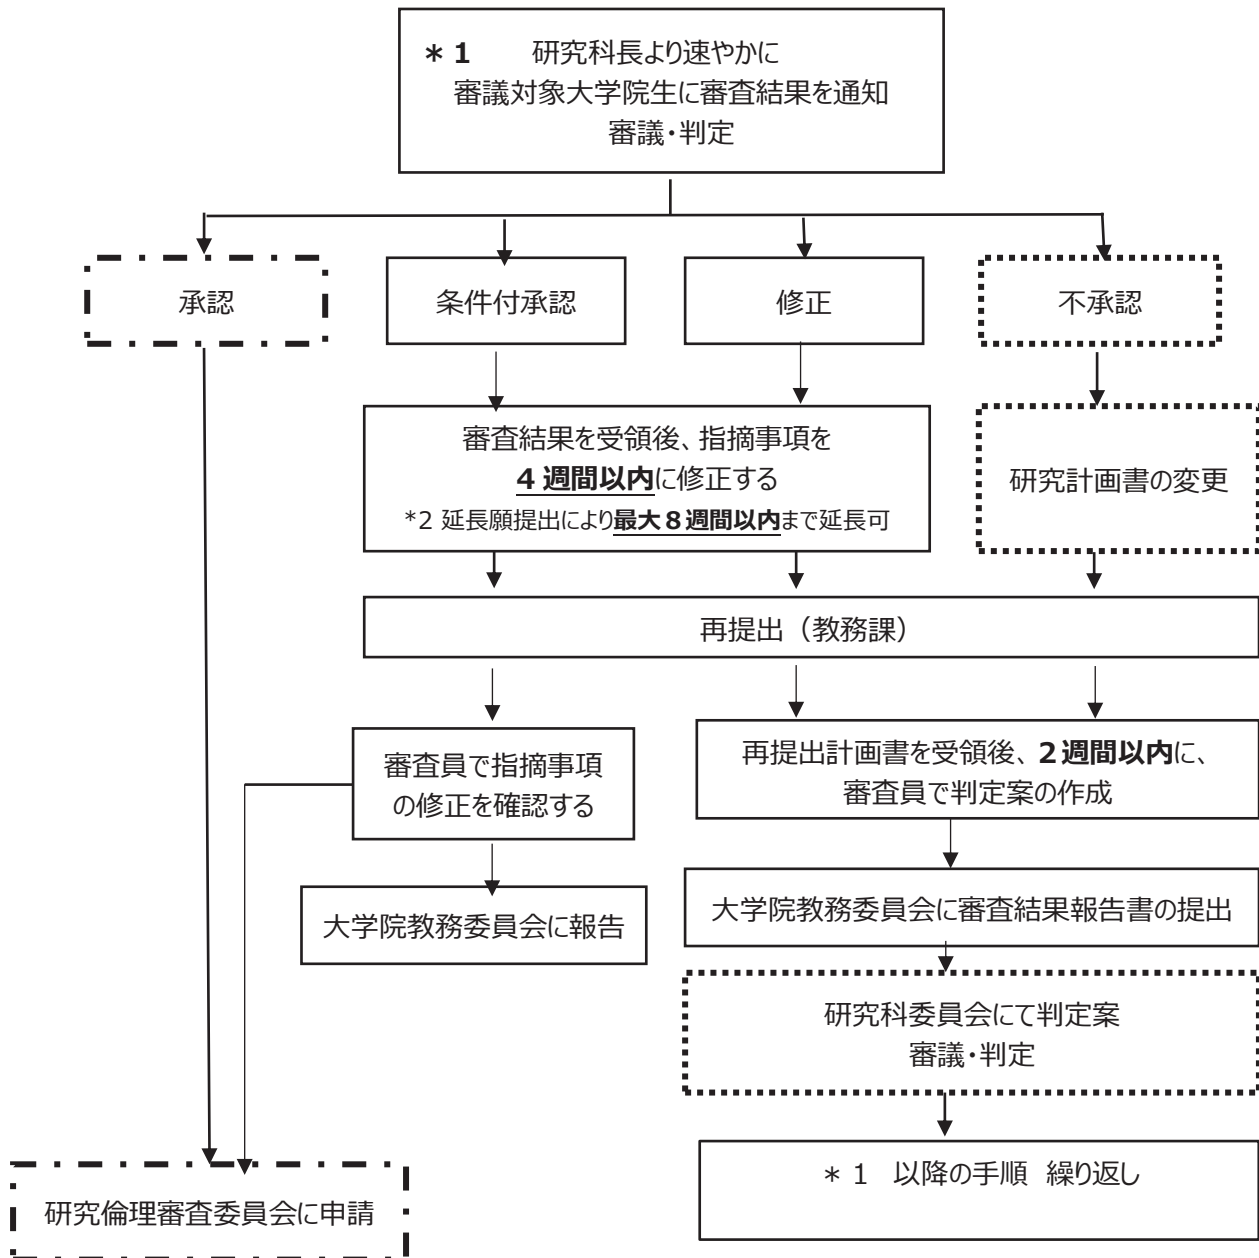 ＊1　研究科長より速やかに
審議対象大学院生に審査結果を通知
審議・判定
承認
条件付承認
修正
不承認
審査結果を受領後、指摘事項を
4 週間以内に修正する
*2 延長願提出により最大８週間以内まで延長可
研究計画書の変更
再提出（教務課）
審査員で指摘事項
の修正を確認する
再提出計画書を受領後、２週間以内に、
審査員で判定案の作成
大学院教務委員会に報告
大学院教務委員会に審査結果報告書の提出
研究科委員会にて判定案
審議・判定
＊1　以降の手順 繰り返し
研究倫理審査委員会に申請